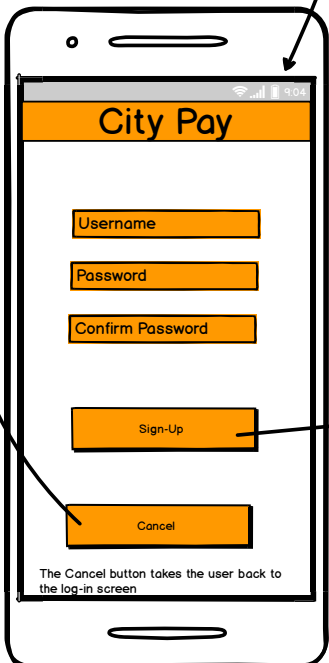 9:04
City Pay
Username
Password
Confirm Password
Sign-Up
Cancel
The Cancel button takes the user back to
the log-in screen